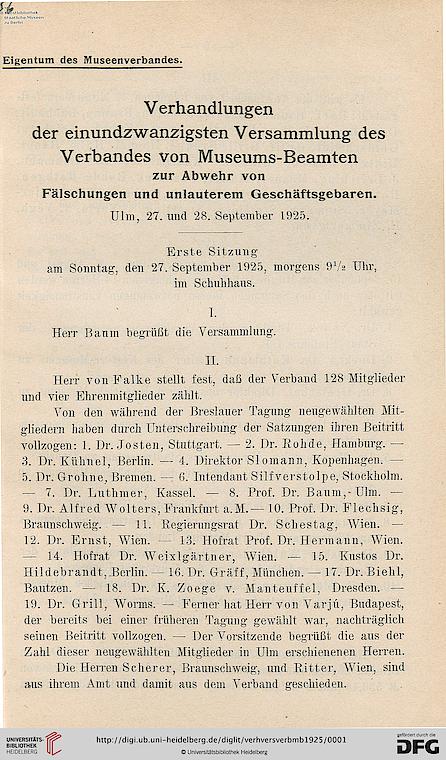 Eigentum des Museenverbandes.
Verhandlungen
der einundzwanzigsten Versammlung des
Verbandes von Museums-Beamten
zur Abwehr von
Fälschungen und unlauterem Geschäftsgebaren.
Ulm, 27. und 28. September 1925.
Erste Sitzung
am Sonntag, den 27. September 1925, morgens 9½ Uhr,
im Schuhhaus.
I.
Herr Baum begrüßt die Versammlung.
II.
Herr von Falke stellt fest, daß der Verband 128 Mitglieder
und vier Ehrenmitglieder zählt.
Von den während der Breslauer Tagung neugewählten Mit-
gliedern haben durch Unterschreibung der Satzungen ihren Beitritt
vollzogen: 1. Dr. Josten, Stuttgart. — 2. Dr. Rohde, Hamburg. —
3. Dr. Kühnel, Berlin. — 4. Direktor Slomann, Kopenhagen. —
5. Dr. Grohne, Bremen. — 6. Intendant Silfverstolpe, Stockholm.
— 7. Dr. Luthmer, Kassel. — 8. Prof. Dr. Baum, Ulm. —
9. Dr. Alfred Wolters, Frankfurt a. M. — 10. Prof. Dr. Flechsig,
Braunschweig. — 11. Regierungsrat Dr. Schestag, Wien. —
12. Dr. Ernst, Wien. — 13. Hofrat Prof. Dr. Hermann, Wien.
— 14. Hofrat Dr. Weixlgärtner, Wien. — 15. Kustos Dr.
Hildebrandt, Berlin. — 16. Dr. Gräff, München. — 17. Dr. Biehl,
Bautzen. — 18. Dr. K. Zoege v. Manteuffel, Dresden. —
19. Dr. Grill, Worms. — Ferner hat Herr von Varjú, Budapest,
der bereits bei einer früheren Tagung gewählt war, nachträglich
seinen Beitritt vollzogen. — Der Vorsitzende begrüßt die aus der
Zahl dieser neugewählten Mitglieder in Ulm erschienenen Herren.
Die Herren Scherer, Braunschweig, und Ritter, Wien, sind
aus ihrem Amt und damit aus dem Verband geschieden.
UNIVERSITÄTS-
BIBLIOTHEK
HEIDELBERG
http://digi.ub.uni-heidelberg.de/diglit/verhversverbmb1925/0001
© Universitätsbibliothek Heidelberg
gefördert durch die
DFG